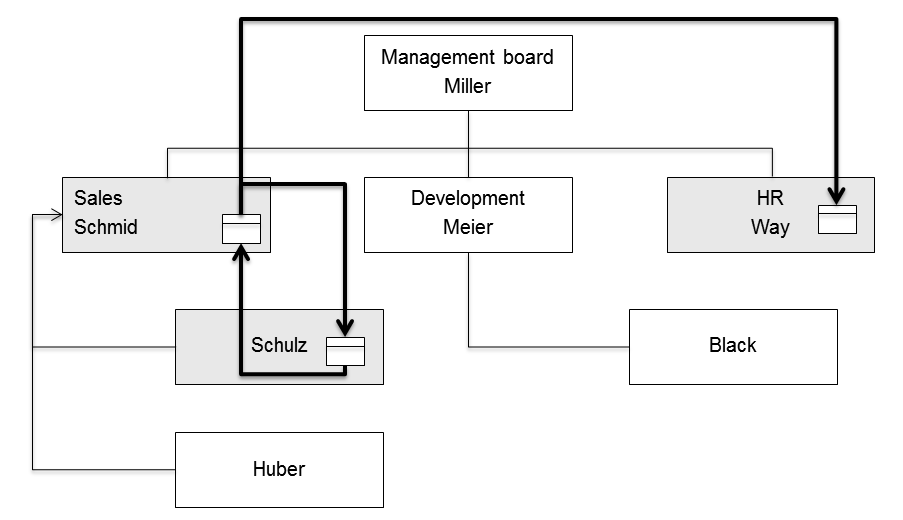 Management board
Miller
Sales
Schmid
Development
Meier
HR
Way
Schulz
Black
Huber